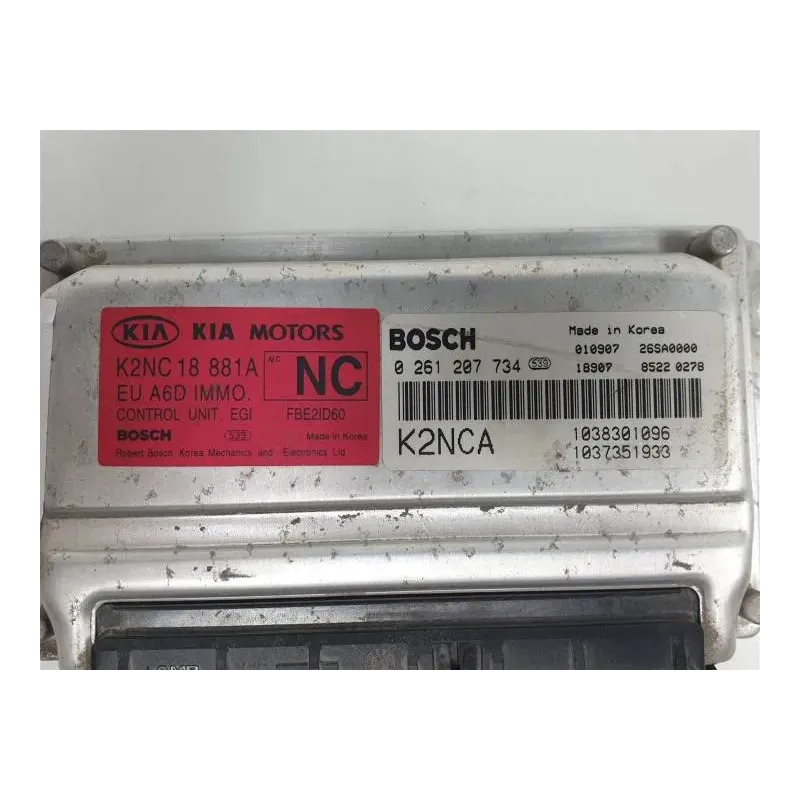 KIA KIA MOTORS
K2NC 18 881A
M/C NC
EU A6D IMMO.
CONTROL UNIT, EGI FBE2ID60
BOSCH 539 Made in Korea
Robert Bosch Korea Mechanics and Electronics Ltd
BOSCH Made in Korea
010907 26SA0000
0 261 207 734 539 18907 8522 0278
K2NCA 1038301096
1037351933